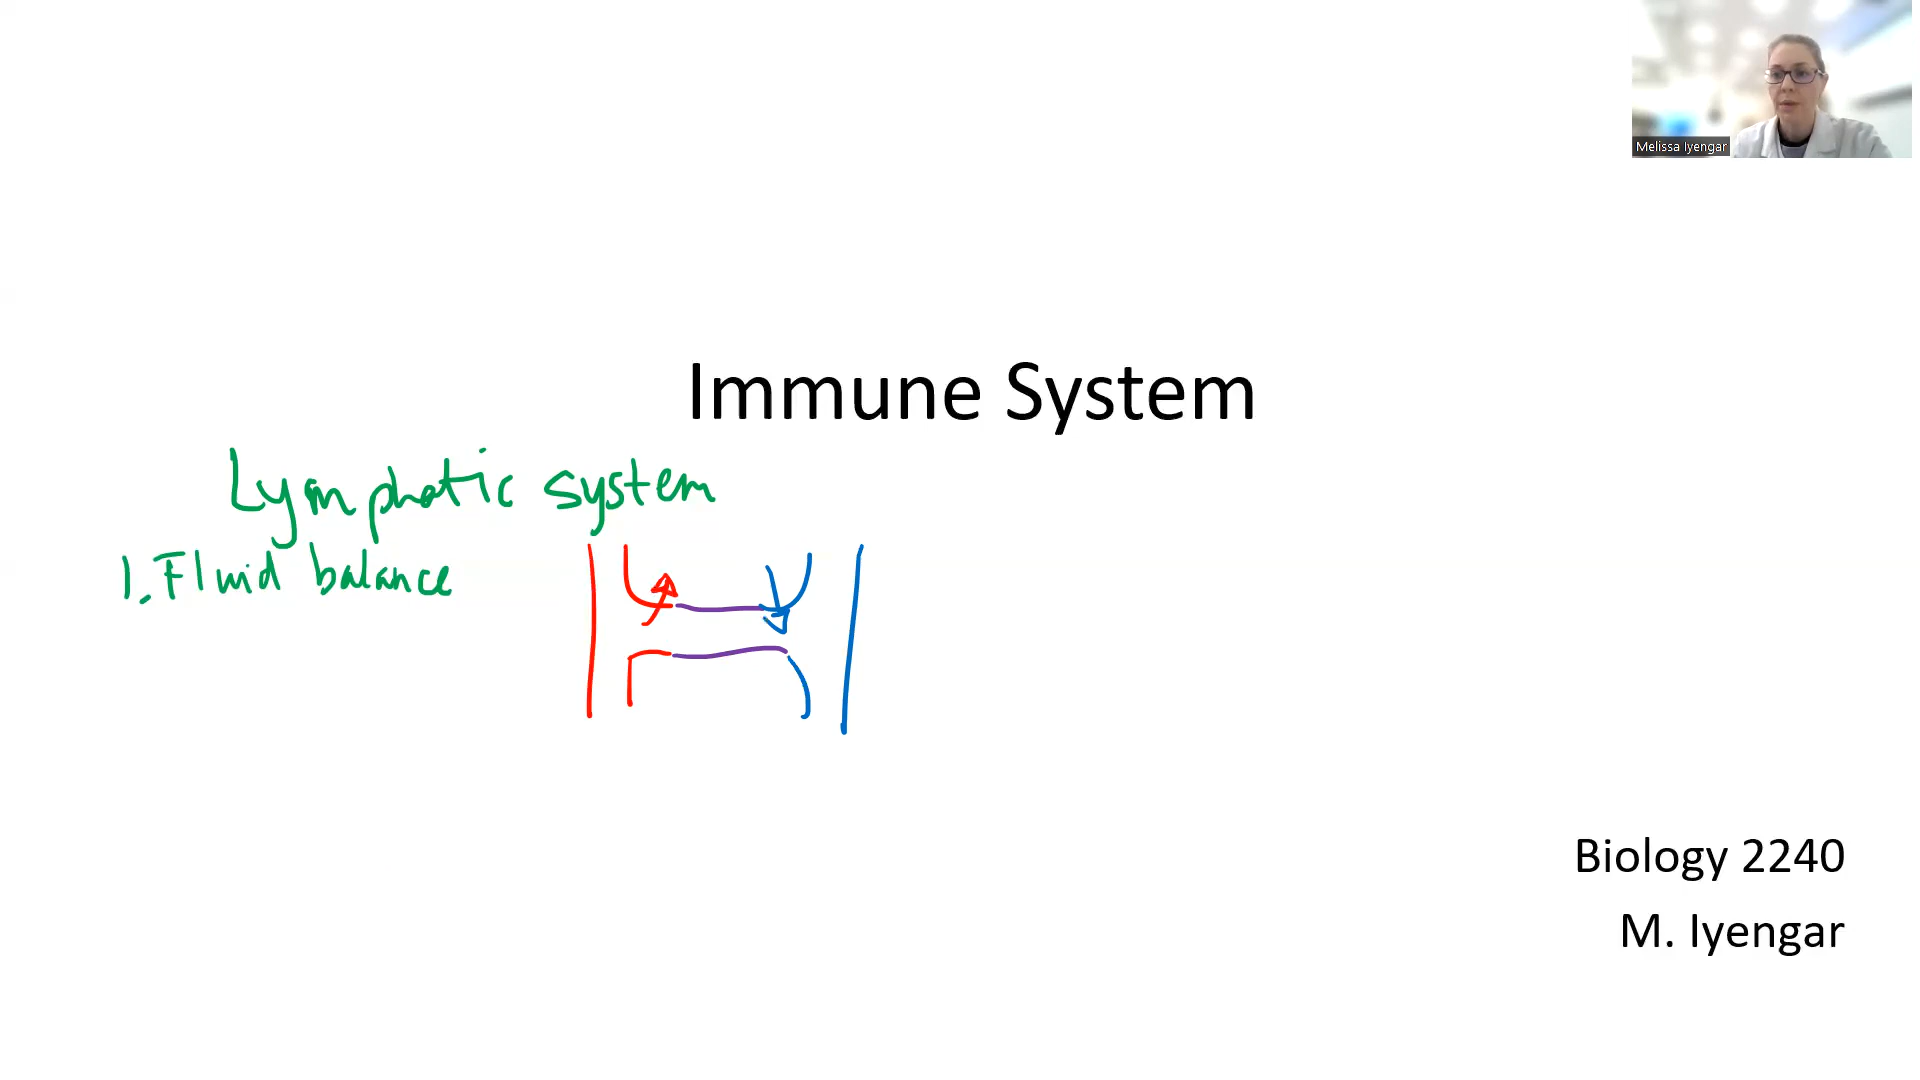 Melissa Iyengar
Immune System
Lymphatic system
1. Fluid balance
Biology 2240
M. Iyengar